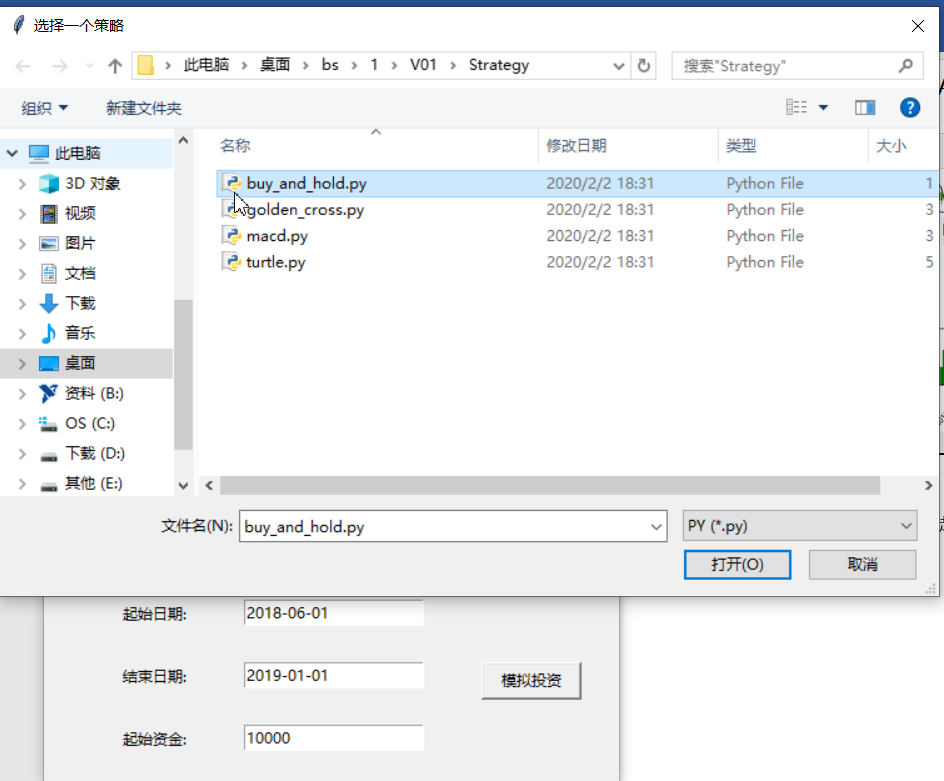 选择一个策略
此电脑 > 桌面 > bs > 1 > V01 > Strategy
搜索"Strategy"
组织
新建文件夹
名称 修改日期 类型 大小
buy_and_hold.py 2020/2/2 18:31 Python File 1
golden_cross.py 2020/2/2 18:31 Python File 3
macd.py 2020/2/2 18:31 Python File 3
turtle.py 2020/2/2 18:31 Python File 5
此电脑
3D 对象
视频
图片
文档
下载
音乐
桌面
资料 (B:)
OS (C:)
下载 (D:)
其他 (E:)
文件名(N): buy_and_hold.py PY (*.py)
打开(O) 取消
起始日期: 2018-06-01
结束日期: 2019-01-01
模拟投资
起始资金: 10000